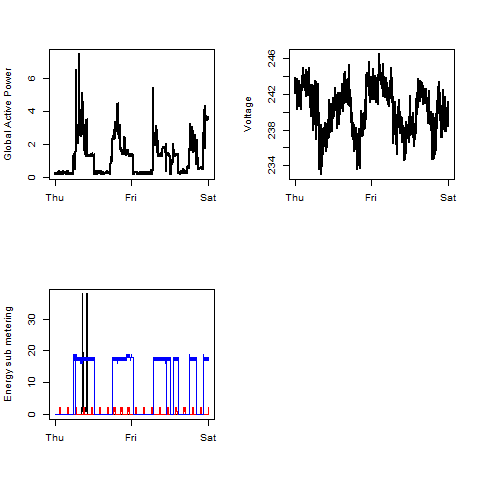 Global Active Power
0 2 4 6
Thu Fri Sat
Voltage
234 238 242 246
Thu Fri Sat
Energy sub metering
0 10 20 30
Thu Fri Sat